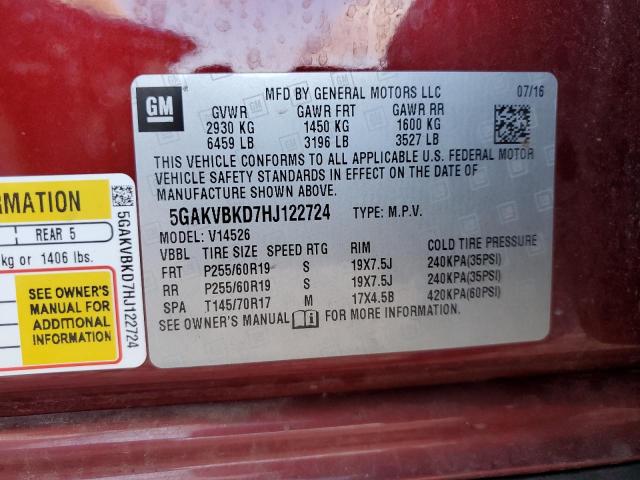 GM
MFD BY GENERAL MOTORS LLC 07/16
GVWR GAWR FRT GAWR RR
2930 KG 1450 KG 1600 KG
6459 LB 3196 LB 3527 LB
THIS VEHICLE CONFORMS TO ALL APPLICABLE U.S. FEDERAL MOTOR
VEHICLE SAFETY STANDARDS IN EFFECT ON THE DATE OF
MANUFACTURE SHOWN ABOVE.
5GAKVBKD7HJ122724 TYPE: M.P.V.
MODEL: V14526
VBBL TIRE SIZE SPEED RTG RIM COLD TIRE PRESSURE
FRT P255/60R19 S 19X7.5J 240KPA(35PSI)
RR P255/60R19 S 19X7.5J 240KPA(35PSI)
SPA T145/70R17 M 17X4.5B 420KPA(60PSI)
SEE OWNER'S MANUAL i FOR MORE INFORMATION.
RMATION
REAR 5
kg or 1406 lbs.
SEE OWNER'S
MANUAL FOR
ADDITIONAL
INFORMATION
5GAKVBKD7HJ122724